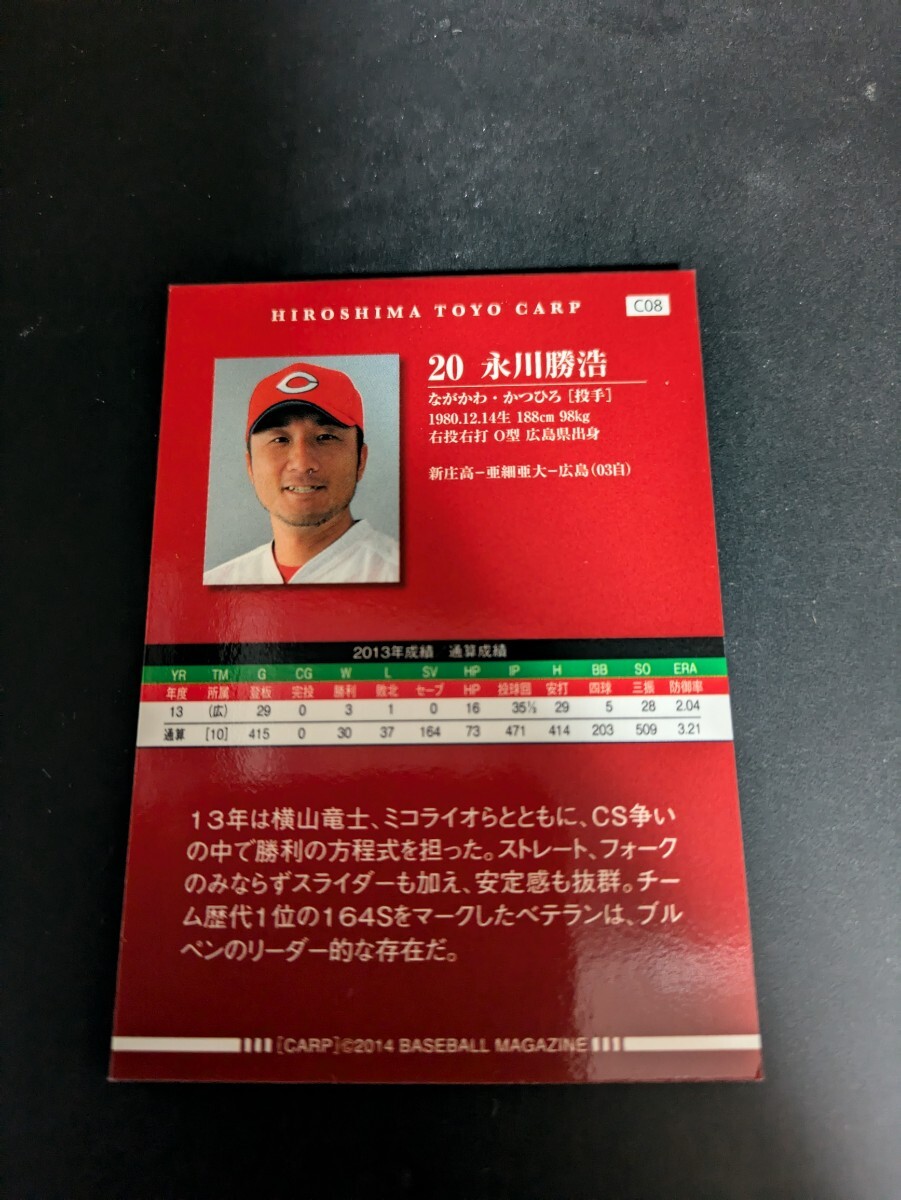 HIROSHIMA TOYO CARP
C08
20 永川勝浩
ながかわ・かつひろ [投手]
1980.12.14生 188cm 98kg
右投右打 O型 広島県出身
新庄高－亜細亜大－広島(03自)
2013年成績 通算成績
YR TM G CG W L SV HP IP H BB SO ERA
年度 所属 登板 完投 勝利 敗北 セーブ HP 投球回 安打 四球 三振 防御率
13 (広) 29 0 3 1 0 16 35⅓ 29 5 28 2.04
通算 [10] 415 0 30 37 164 73 471 414 203 509 3.21
13年は横山竜士、ミコライオらとともに、CS争い
の中で勝利の方程式を担った。ストレート、フォーク
のみならずスライダーも加え、安定感も抜群。チー
ム歴代1位の164Sをマークしたベテランは、ブル
ペンのリーダー的な存在だ。
[CARP]©2014 BASEBALL MAGAZINE